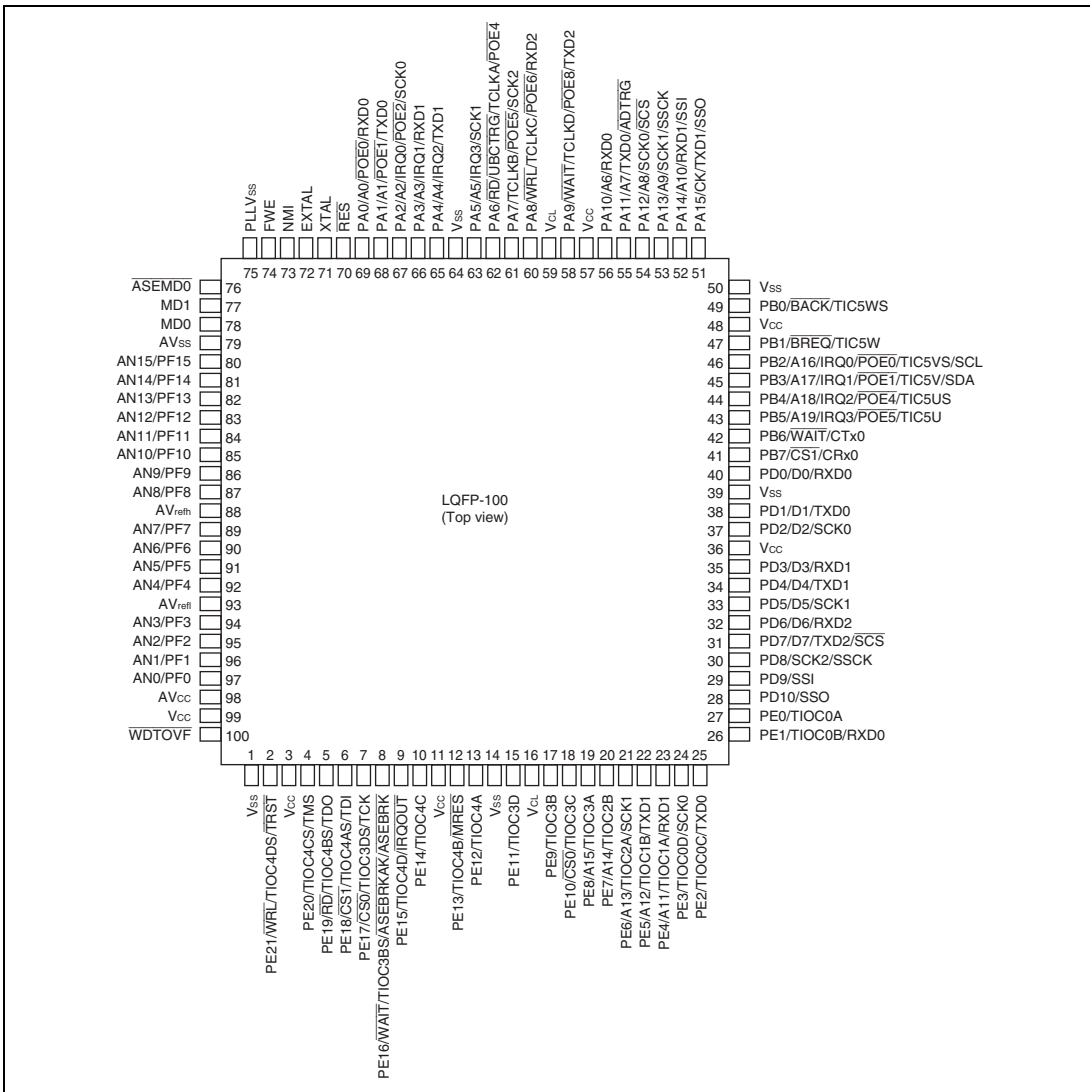 PLLVss
FWE
NMI
EXTAL
XTAL
RES
PA0/A0/POE0/RXD0
PA1/A1/POE1/TXD0
PA2/A2/IRQ0/POE2/SCK0
PA3/A3/IRQ1/RXD1
PA4/A4/IRQ2/TXD1
Vss
PA5/A5/IRQ3/SCK1
PA6/RD/UBCTRG/TCLKA/POE4
PA7/TCLKB/POE5/SCK2
PA8/WRL/TCLKC/POE6/RXD2
VCL
PA9/WAIT/TCLKD/POE8/TXD2
Vcc
PA10/A6/RXD0
PA11/A7/TXD0/ADTRG
PA12/A8/SCK0/SCS
PA13/A9/SCK1/SSCK
PA14/A10/RXD1/SSI
PA15/CK/TXD1/SSO
75 74 73 72 71 70 69 68 67 66 65 64 63 62 61 60 59 58 57 56 55 54 53 52 51
ASEMD0 76
MD1 77
MD0 78
AVss 79
AN15/PF15 80
AN14/PF14 81
AN13/PF13 82
AN12/PF12 83
AN11/PF11 84
AN10/PF10 85
AN9/PF9 86
AN8/PF8 87
AVrefh 88
AN7/PF7 89
AN6/PF6 90
AN5/PF5 91
AN4/PF4 92
AVrefl 93
AN3/PF3 94
AN2/PF2 95
AN1/PF1 96
AN0/PF0 97
AVcc 98
Vcc 99
WDTOVF 100
LQFP-100
(Top view)
50 Vss
49 PB0/BACK/TIC5WS
48 Vcc
47 PB1/BREQ/TIC5W
46 PB2/A16/IRQ0/POE0/TIC5VS/SCL
45 PB3/A17/IRQ1/POE1/TIC5V/SDA
44 PB4/A18/IRQ2/POE4/TIC5US
43 PB5/A19/IRQ3/POE5/TIC5U
42 PB6/WAIT/CTx0
41 PB7/CS1/CRx0
40 PD0/D0/RXD0
39 Vss
38 PD1/D1/TXD0
37 PD2/D2/SCK0
36 Vcc
35 PD3/D3/RXD1
34 PD4/D4/TXD1
33 PD5/D5/SCK1
32 PD6/D6/RXD2
31 PD7/D7/TXD2/SCS
30 PD8/SCK2/SSCK
29 PD9/SSI
28 PD10/SSO
27 PE0/TIOC0A
26 PE1/TIOC0B/RXD0
1 2 3 4 5 6 7 8 9 10 11 12 13 14 15 16 17 18 19 20 21 22 23 24 25
Vss
PE21/WRL/TIOC4DS/TRST
Vcc
PE20/TIOC4CS/TMS
PE19/RD/TIOC4BS/TDO
PE18/CS1/TIOC4AS/TDI
PE17/CS0/TIOC3DS/TCK
PE16/WAIT/TIOC3BS/ASEBRKAK/ASEBRK
PE15/TIOC4D/IRQOUT
PE14/TIOC4C
Vcc
PE13/TIOC4B/MRES
PE12/TIOC4A
Vss
PE11/TIOC3D
VCL
PE9/TIOC3B
PE10/CS0/TIOC3C
PE8/A15/TIOC3A
PE7/A14/TIOC2B
PE6/A13/TIOC2A/SCK1
PE5/A12/TIOC1B/TXD1
PE4/A11/TIOC1A/RXD1
PE3/TIOC0D/SCK0
PE2/TIOC0C/TXD0